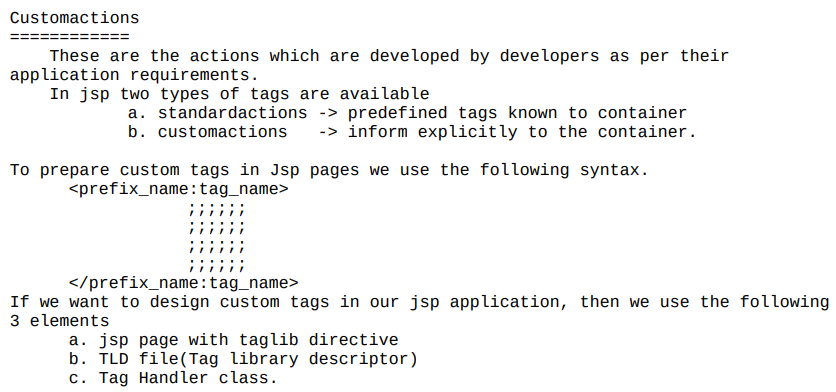 Customactions
============
These are the actions which are developed by developers as per their
application requirements.
In jsp two types of tags are available
a. standardactions -> predefined tags known to container
b. customactions -> inform explicitly to the container.
To prepare custom tags in Jsp pages we use the following syntax.
<prefix_name:tag_name>
;;;;;;
;;;;;;
;;;;;;
;;;;;;
</prefix_name:tag_name>
If we want to design custom tags in our jsp application, then we use the following
3 elements
a. jsp page with taglib directive
b. TLD file(Tag library descriptor)
c. Tag Handler class.